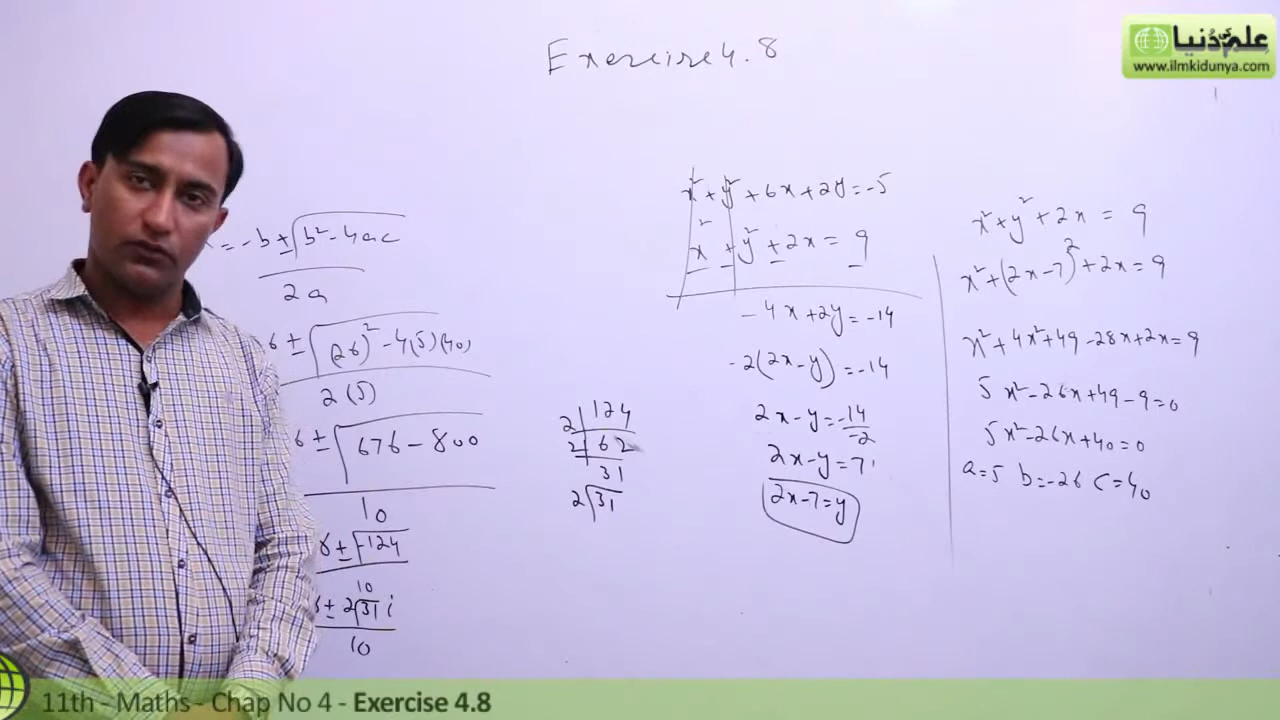 Exercise 4.8
علم کی دُنیا
www.ilmkidunya.com
= -b ± √b² - 4ac
2a
6 ± √(26)² - 4(5)(40)
2(5)
6 ± √676 - 800
10
± √-124
10
± 2√31 i
10
2 | 124
2 | 62
31
2√31
x² + y² + 6x + 2y = -5
x² + y² + 2x = 9
- 4x + 2y = -14
-2(2x - y) = -14
2x - y = -14
-2
2x - y = 7
2x - 7 = y
x² + y² + 2x = 9
x² + (2x - 7)² + 2x = 9
x² + 4x² + 49 - 28x + 2x = 9
5x² - 26x + 49 - 9 = 0
5x² - 26x + 40 = 0
a = 5 b = -26 c = 40
11th - Maths - Chap No 4 - Exercise 4.8